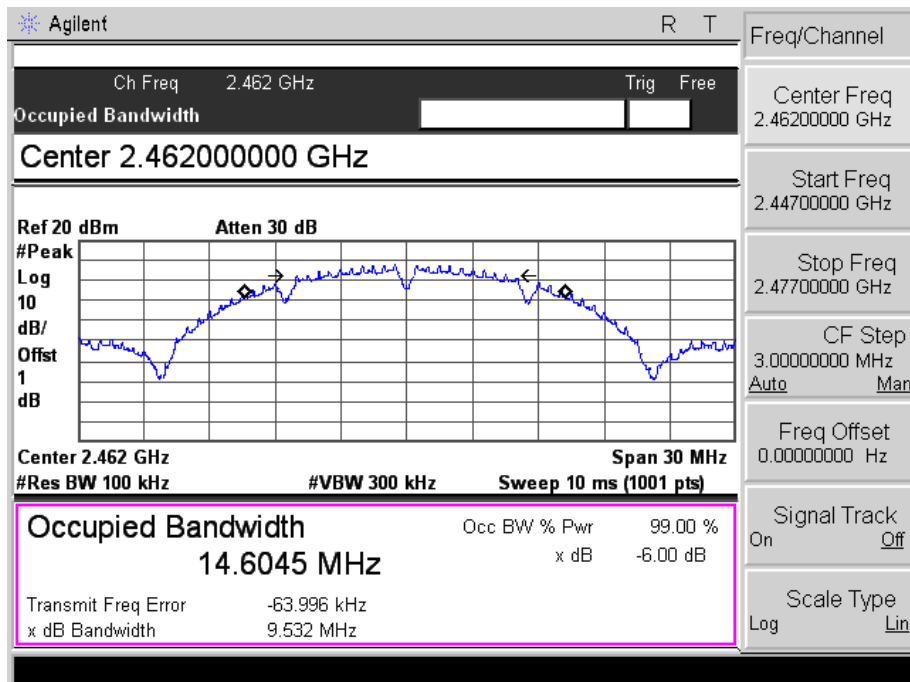 Agilent R T
Freq/Channel
Ch Freq 2.462 GHz Trig Free
Occupied Bandwidth
Center 2.462000000 GHz
Center Freq
2.46200000 GHz
Start Freq
2.44700000 GHz
Stop Freq
2.47700000 GHz
CF Step
3.00000000 MHz
Auto Man
Freq Offset
0.00000000 Hz
Signal Track
On Off
Scale Type
Log Lin
Ref 20 dBm Atten 30 dB
#Peak
Log
10
dB/
Offst
1
dB
Center 2.462 GHz Span 30 MHz
#Res BW 100 kHz #VBW 300 kHz Sweep 10 ms (1001 pts)
Occupied Bandwidth Occ BW % Pwr 99.00 %
14.6045 MHz x dB -6.00 dB
Transmit Freq Error -63.996 kHz
x dB Bandwidth 9.532 MHz